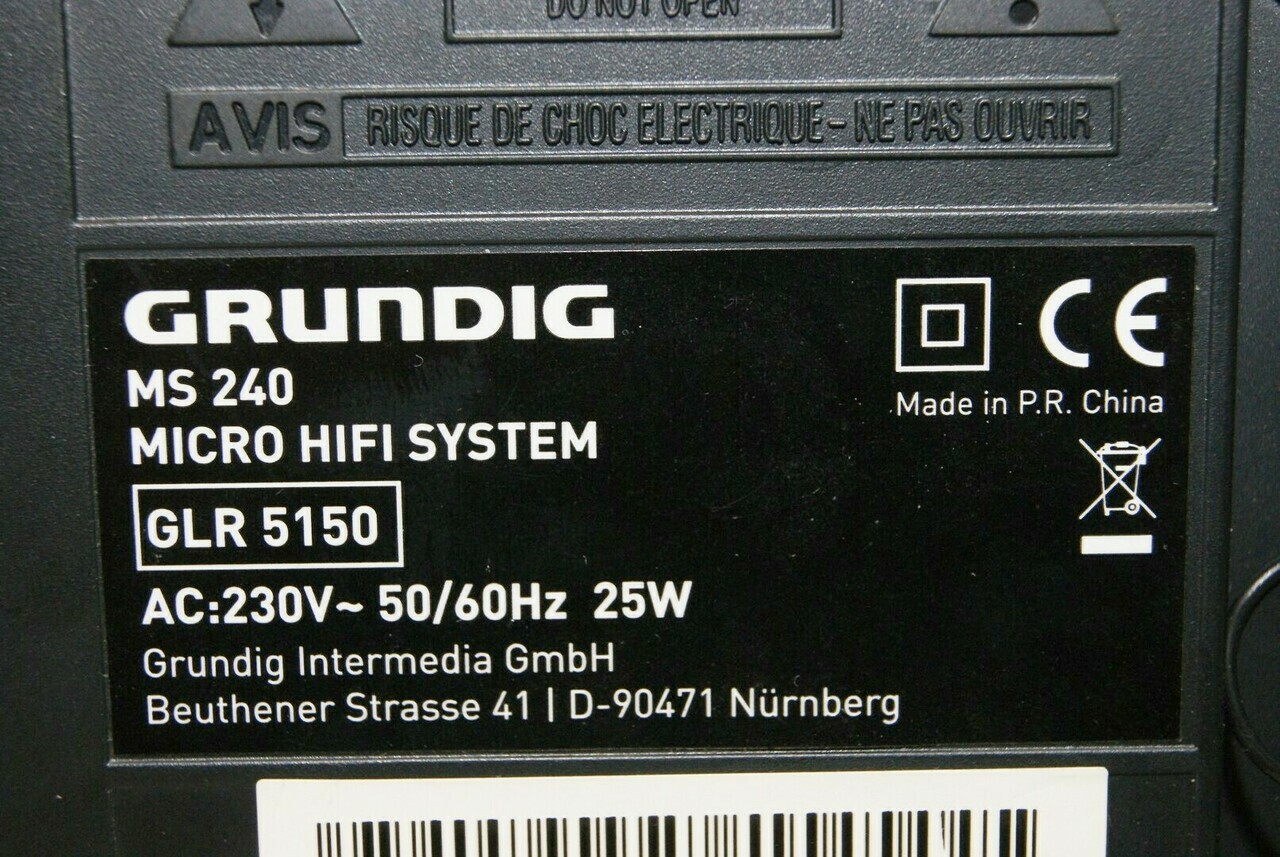 DO NOT OPEN
AVIS RISQUE DE CHOC ELECTRIQUE - NE PAS OUVRIR
GRUNDIG
MS 240
MICRO HIFI SYSTEM
GLR 5150
AC:230V~ 50/60Hz 25W
Grundig Intermedia GmbH
Beuthener Strasse 41 | D-90471 Nürnberg
CE
Made in P.R. China